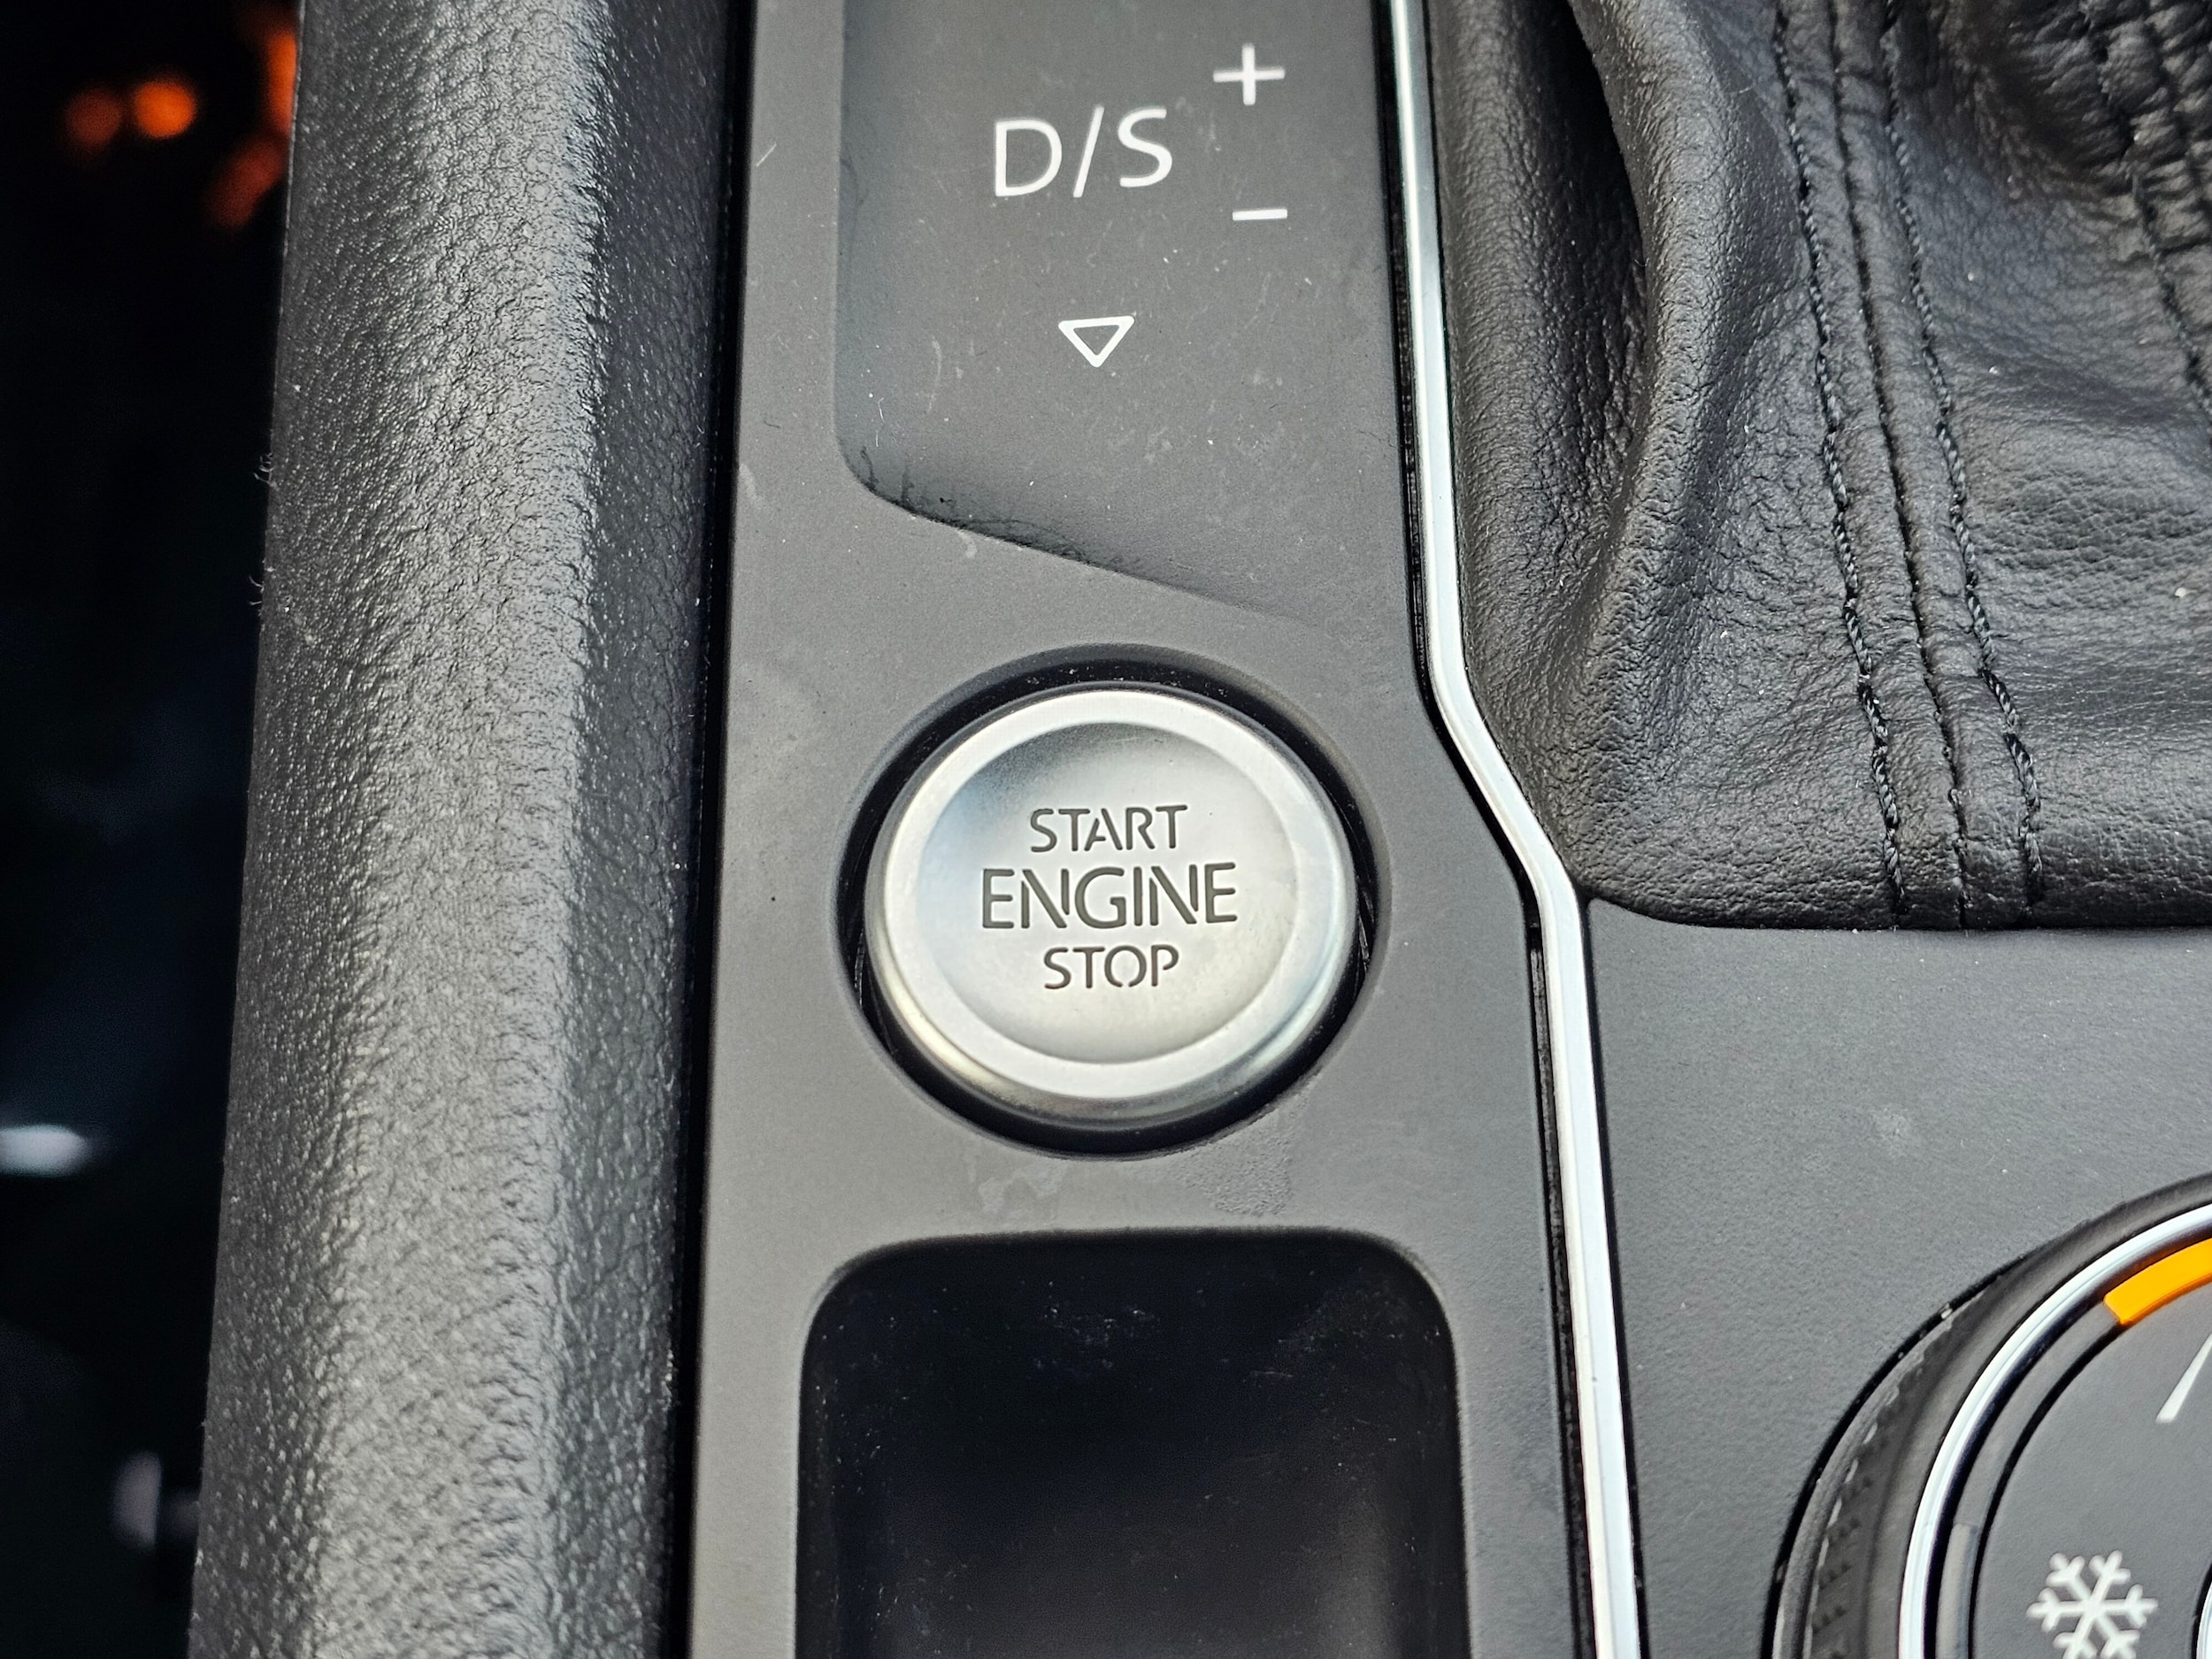 +
D/S
−
START
ENGINE
STOP